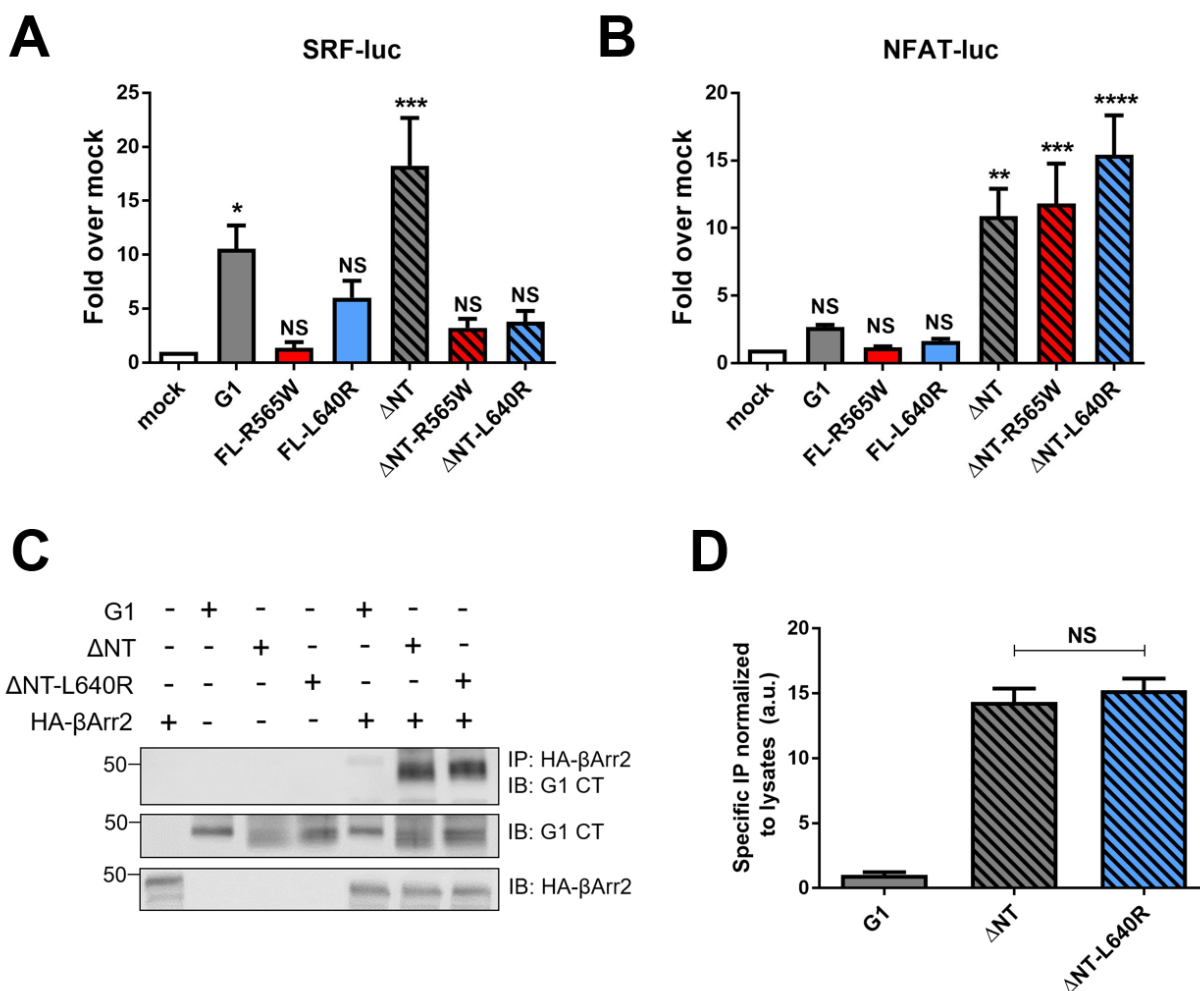 A
SRF-luc
Fold over mock
25
20
15
10
5
0
*
NS
NS
***
NS
NS
mock
G1
FL-R565W
FL-L640R
ΔNT
ΔNT-R565W
ΔNT-L640R
B
NFAT-luc
Fold over mock
20
15
10
5
0
NS
NS
NS
**
***
****
mock
G1
FL-R565W
FL-L640R
ΔNT
ΔNT-R565W
ΔNT-L640R
C
G1 - + - - + - -
ΔNT - - + - - + -
ΔNT-L640R - - - + - - +
HA-βArr2 + - - - + + +
50
IP: HA-βArr2
IB: G1 CT
50
IB: G1 CT
50
IB: HA-βArr2
D
Specific IP normalized
to lysates (a.u.)
20
15
10
5
0
NS
G1
ΔNT
ΔNT-L640R